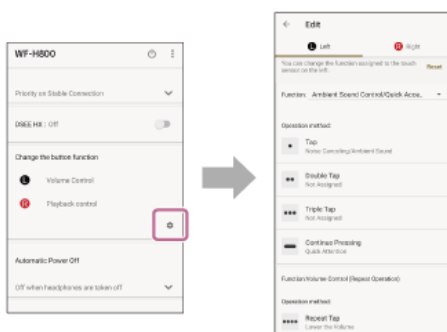 WF-H800
Priority on Stable Connection
DSEE HX : Off
Change the button function
L Volume Control
R Playback control
Automatic Power Off
Off when headphones are taken off
Edit
L Left
R Right
You can change the function assigned to the touch
sensor on the left.
Reset
Function: Ambient Sound Control/Quick Acce..
Operation method:
Tap
Noise Canceling/Ambient Sound
Double Tap
Not Assigned
Triple Tap
Not Assigned
Continue Pressing
Quick Attention
Function:Volume Control (Repeat Operation)
Operation method:
Repeat Tap
Lower the Volume